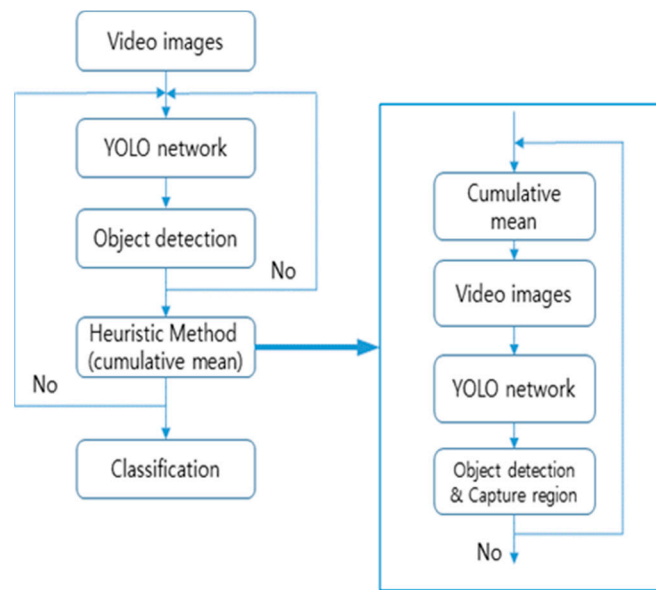 Video images
YOLO network
Object detection
No
Heuristic Method
(cumulative mean)
No
Classification
Cumulative
mean
Video images
YOLO network
Object detection
& Capture region
No